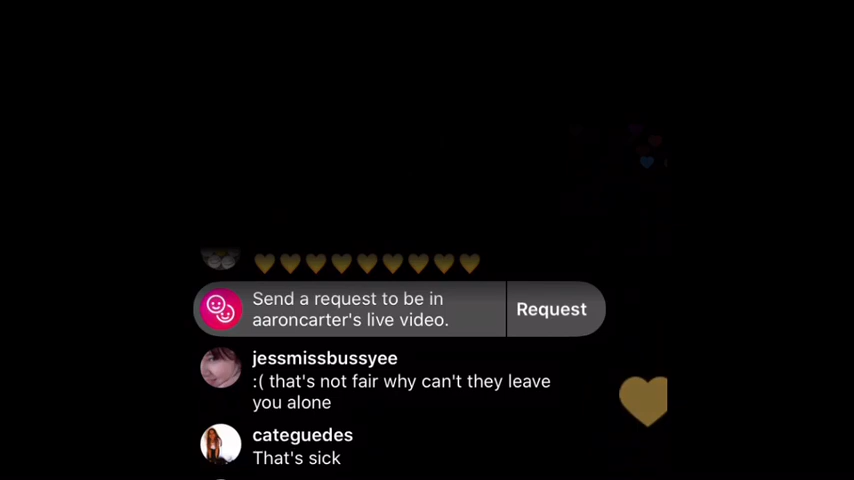 Send a request to be in
aaroncarter's live video.
Request
jessmissbussyee
:( that's not fair why can't they leave
you alone
categuedes
That's sick